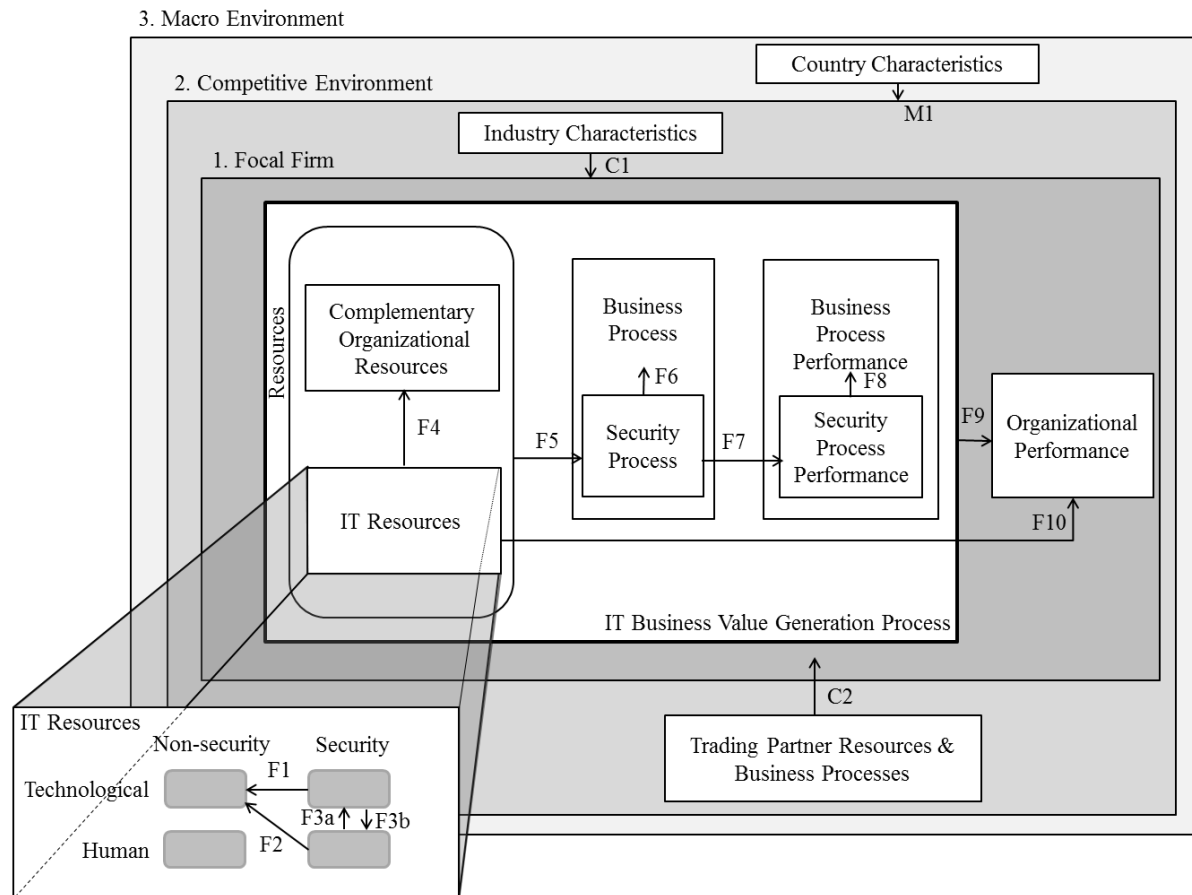 3. Macro Environment
Country Characteristics
2. Competitive Environment
M1
Industry Characteristics
1. Focal Firm
C1
Resources
Complementary
Organizational
Resources
Business
Process
Business
Process
Performance
F6
F8
F4
F5
Security
Process
F7
Security
Process
Performance
F9
Organizational
Performance
IT Resources
F10
IT Business Value Generation Process
C2
Trading Partner Resources &
Business Processes
IT Resources
Non-security
Security
F1
Technological
F3a
F3b
F2
Human